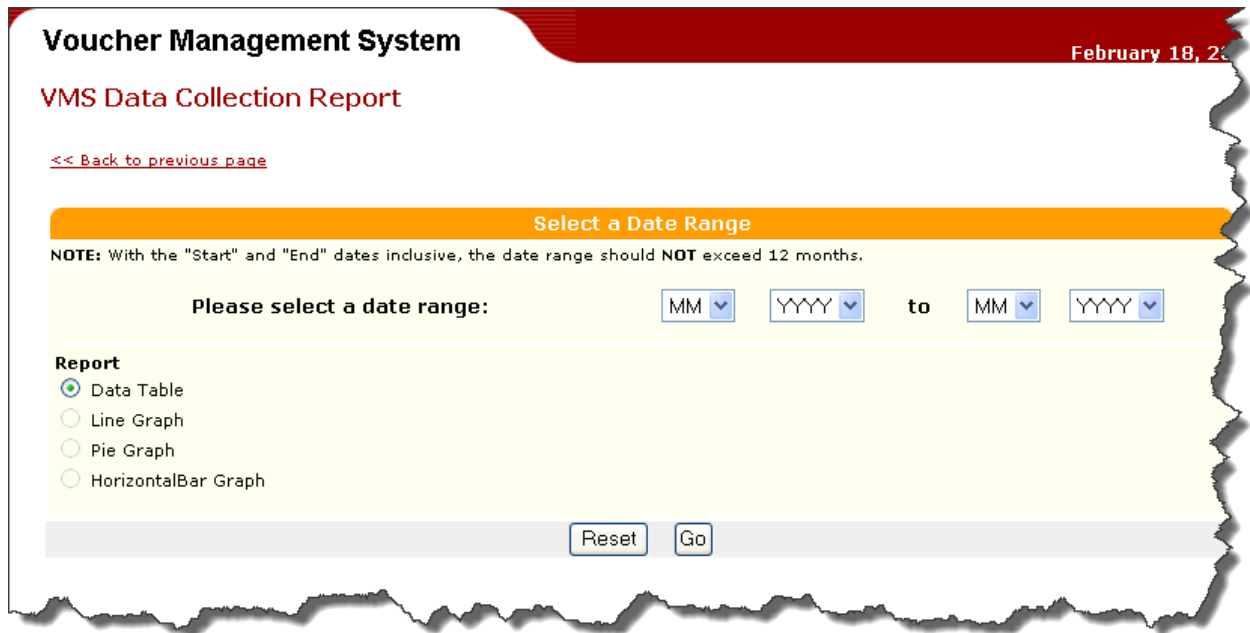 Voucher Management System
February 18,
VMS Data Collection Report
<< Back to previous page
Select a Date Range
NOTE: With the "Start" and "End" dates inclusive, the date range should NOT exceed 12 months.
Please select a date range: MM YYYY to MM YYYY
Report
Data Table
Line Graph
Pie Graph
HorizontalBar Graph
Reset Go